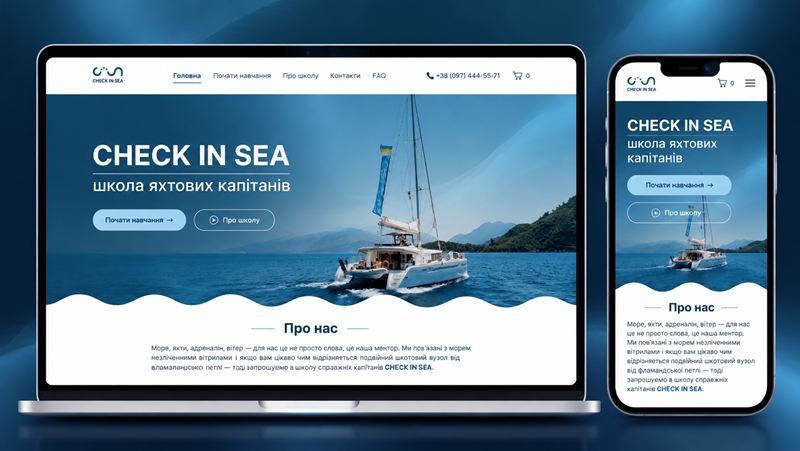 CHECK IN SEA
Головна Почати навчання Про школу Контакти FAQ
+38 (097) 444-55-71 0
CHECK IN SEA
школа яхтових капітанів
Почати навчання → Про школу
Про нас
Море, яхти, адреналін, вітер — для нас це не просто слова, це наша ментор. Ми пов'язані з морем
незліченними вітрилами і якщо вам цікаво чим відрізняється подвійний шкотовий вузол від
петлі — тоді запрошуємо в школу справжніх капітанів CHECK IN SEA.
CHECK IN SEA
0
CHECK IN SEA
школа яхтових
капітанів
Почати навчання →
Про школу
Про нас
Море, яхти, адреналін, вітер — для нас
це не просто слова, це наша ментор.
Ми пов'язані з морем незліченними
вітрилами і якщо вам цікаво чим
відрізняється подвійний шкотовий вузол
від фламандської петлі — тоді
запрошуємо в школу справжніх
капітанів CHECK IN SEA.